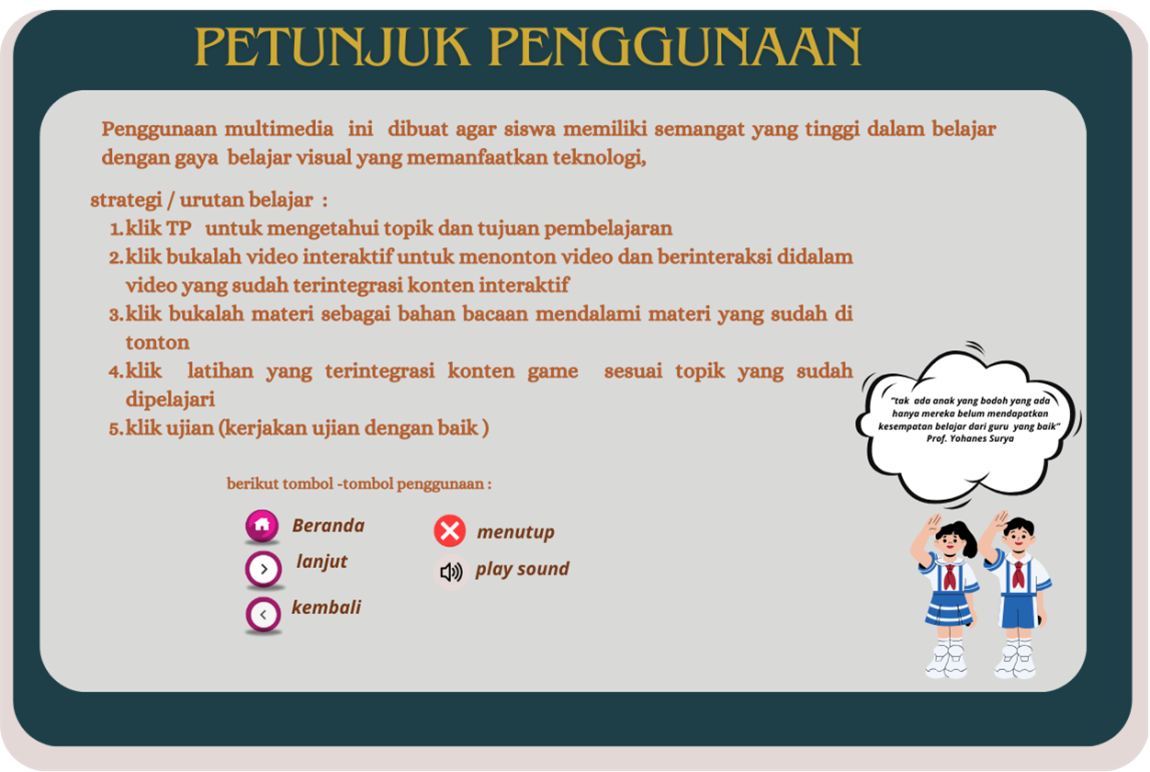 PETUNJUK PENGGUNAAN
Penggunaan multimedia ini dibuat agar siswa memiliki semangat yang tinggi dalam belajar
dengan gaya belajar visual yang memanfaatkan teknologi,
strategi / urutan belajar :
1. klik TP untuk mengetahui topik dan tujuan pembelajaran
2. klik bukalah video interaktif untuk menonton video dan berinteraksi didalam
video yang sudah terintegrasi konten interaktif
3. klik bukalah materi sebagai bahan bacaan mendalami materi yang sudah di
tonton
4. klik latihan yang terintegrasi konten game sesuai topik yang sudah
dipelajari
5. klik ujian (kerjakan ujian dengan baik )
"tak ada anak yang bodoh yang ada
hanya mereka belum mendapatkan
kesempatan belajar dari guru yang baik"
Prof. Yohanes Surya
berikut tombol -tombol penggunaan :
Beranda
lanjut
kembali
menutup
play sound